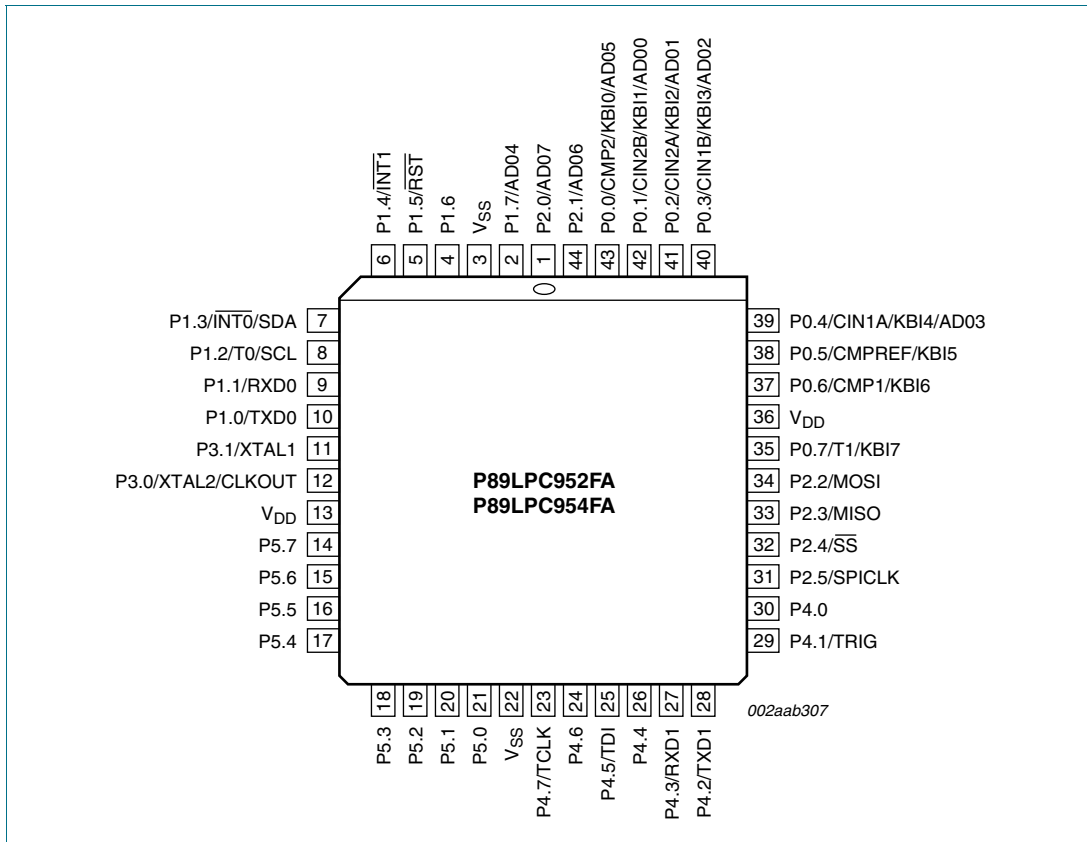 P1.4/INT1
P1.5/RST
P1.6
VSS
P1.7/AD04
P2.0/AD07
P2.1/AD06
P0.0/CMP2/KBI0/AD05
P0.1/CIN2B/KBI1/AD00
P0.2/CIN2A/KBI2/AD01
P0.3/CIN1B/KBI3/AD02
6 5 4 3 2 1 44 43 42 41 40
P1.3/INT0/SDA 7
P1.2/T0/SCL 8
P1.1/RXD0 9
P1.0/TXD0 10
P3.1/XTAL1 11
P3.0/XTAL2/CLKOUT 12
VDD 13
P5.7 14
P5.6 15
P5.5 16
P5.4 17
P89LPC952FA
P89LPC954FA
39 P0.4/CIN1A/KBI4/AD03
38 P0.5/CMPREF/KBI5
37 P0.6/CMP1/KBI6
36 VDD
35 P0.7/T1/KBI7
34 P2.2/MOSI
33 P2.3/MISO
32 P2.4/SS
31 P2.5/SPICLK
30 P4.0
29 P4.1/TRIG
18 19 20 21 22 23 24 25 26 27 28
P5.3
P5.2
P5.1
P5.0
VSS
P4.7/TCLK
P4.6
P4.5/TDI
P4.4
P4.3/RXD1
P4.2/TXD1
002aab307